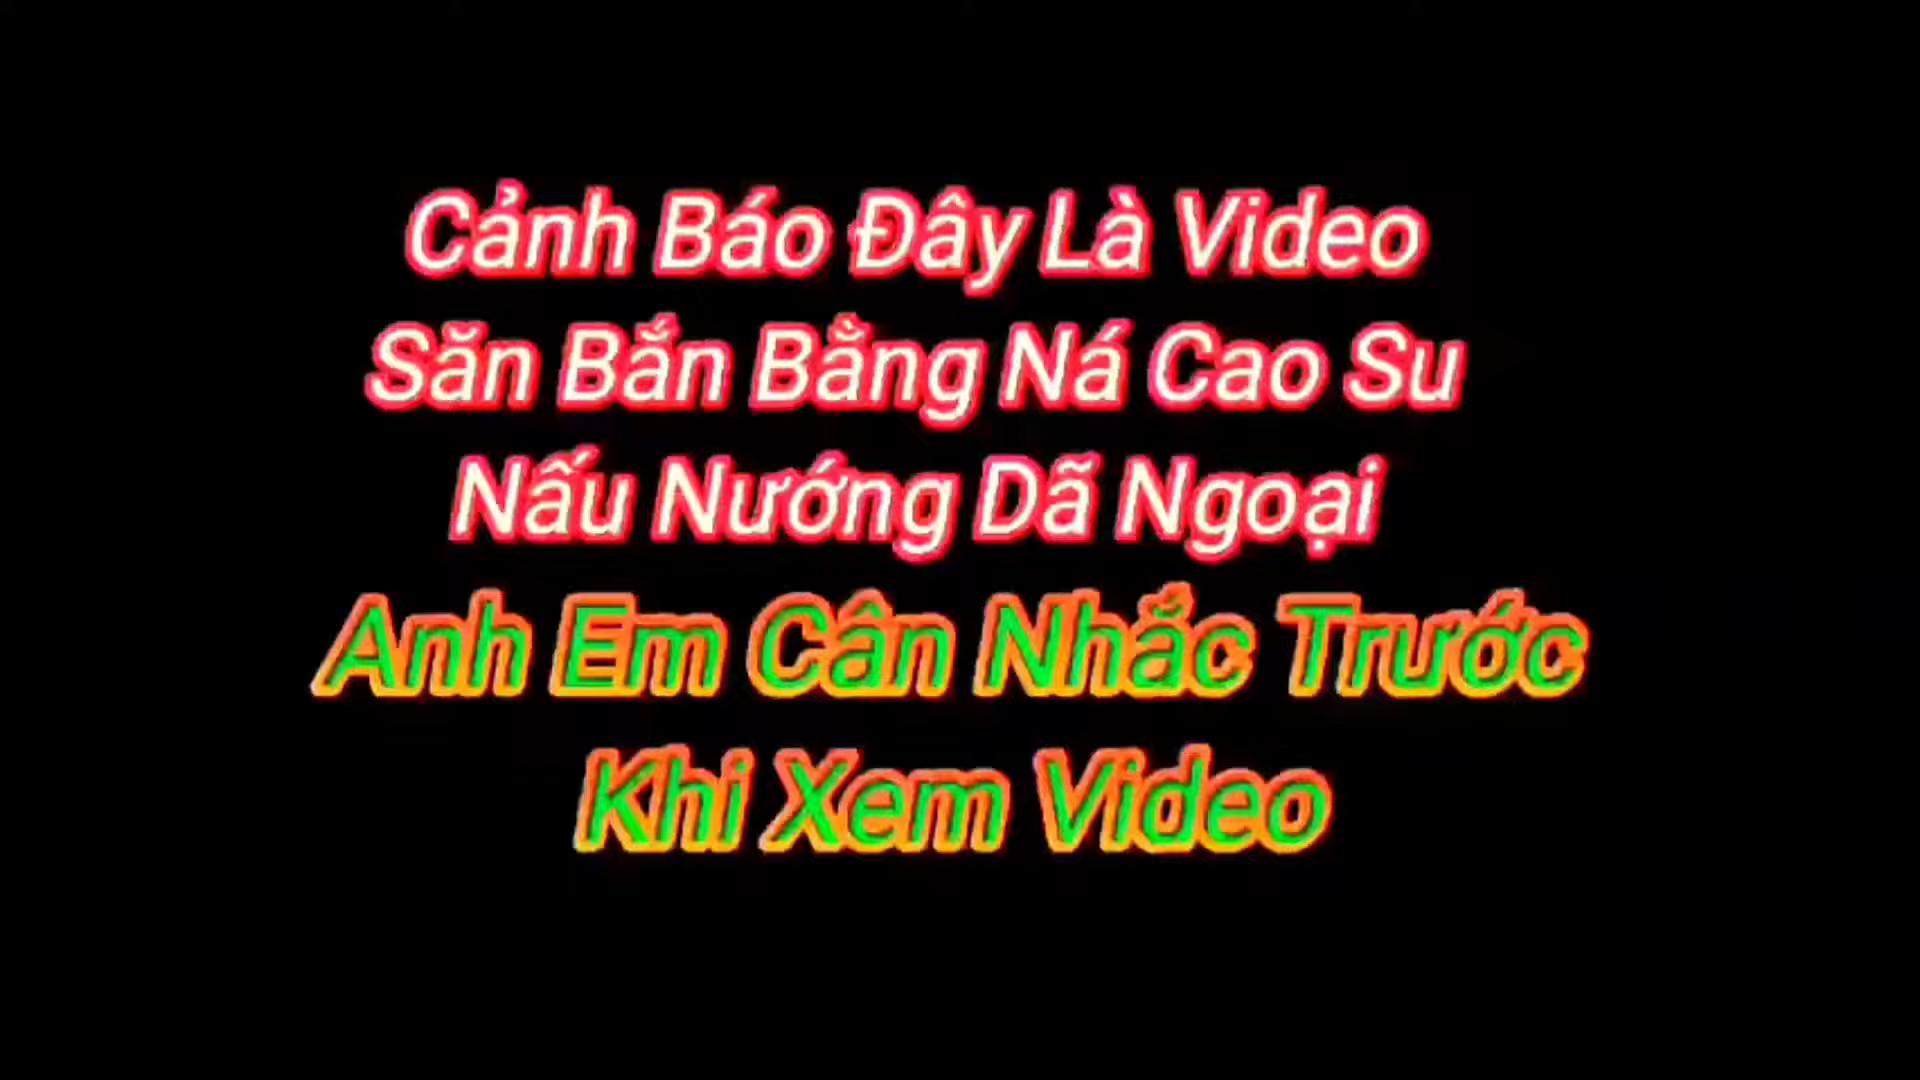 Cảnh Báo Đây Là Video
Săn Bắn Bằng Ná Cao Su
Nấu Nướng Dã Ngoại
Anh Em Cân Nhắc Trước
Khi Xem Video